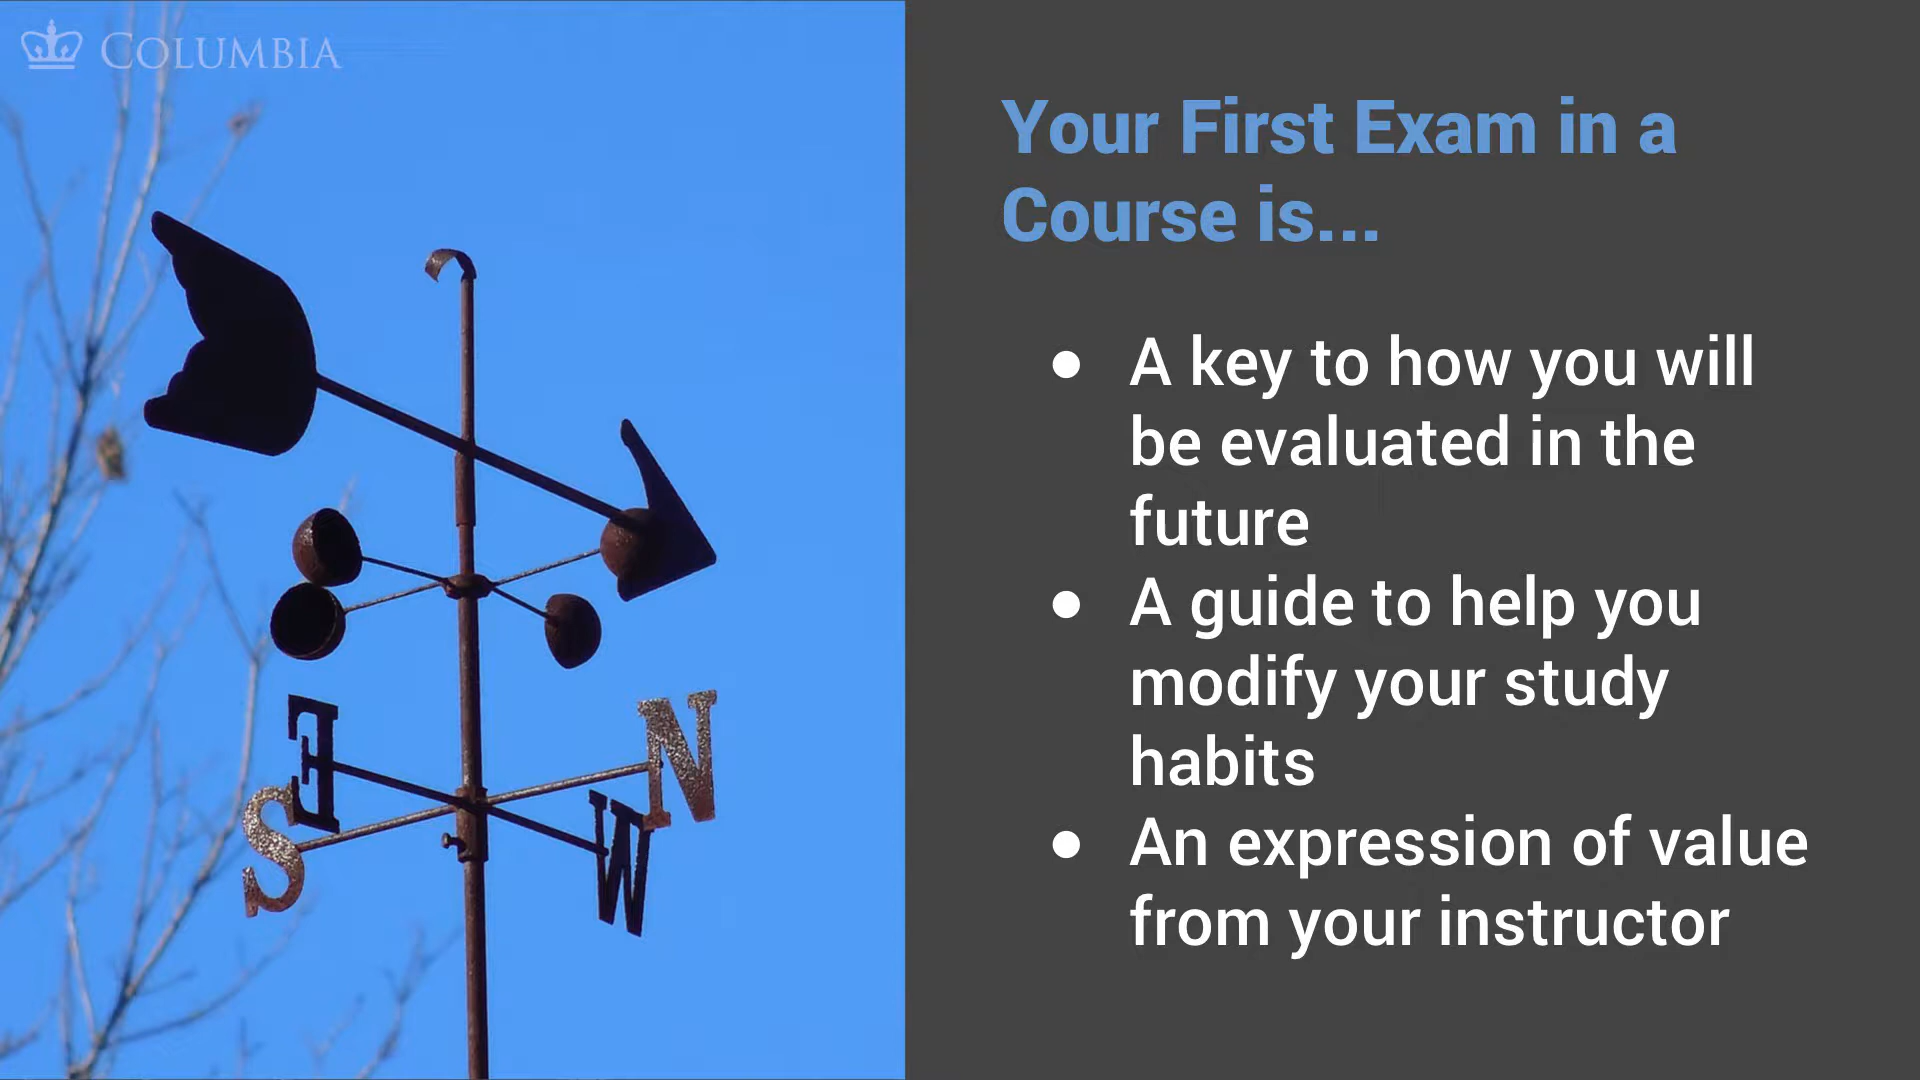 COLUMBIA
Your First Exam in a
Course is...
● A key to how you will
be evaluated in the
future
● A guide to help you
modify your study
habits
● An expression of value
from your instructor
E
N
S
W